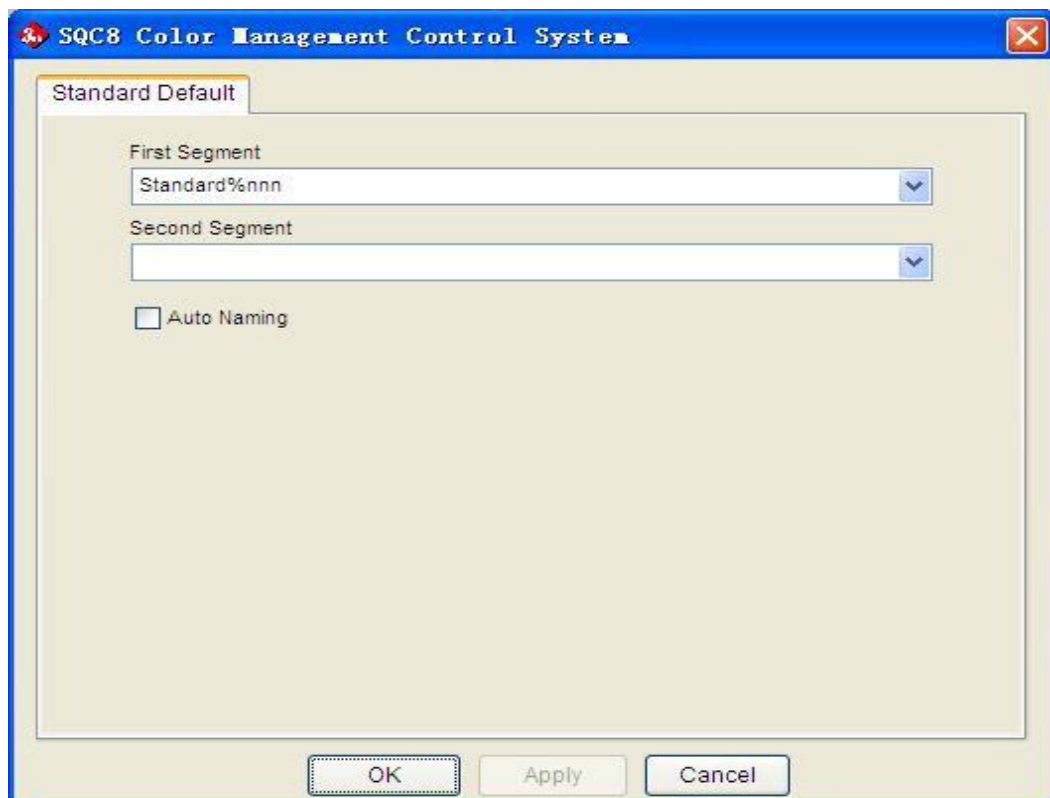 SQC8 Color Management Control System
Standard Default
First Segment
Standard%nnn
Second Segment
Auto Naming
OK Apply Cancel